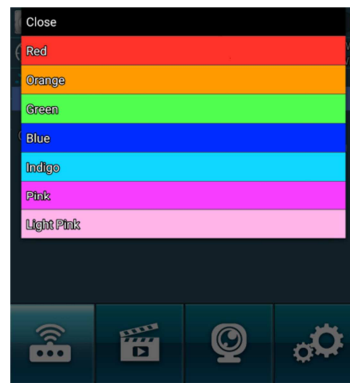 Close
Red
Orange
Green
Blue
Indigo
Pink
Light Pink